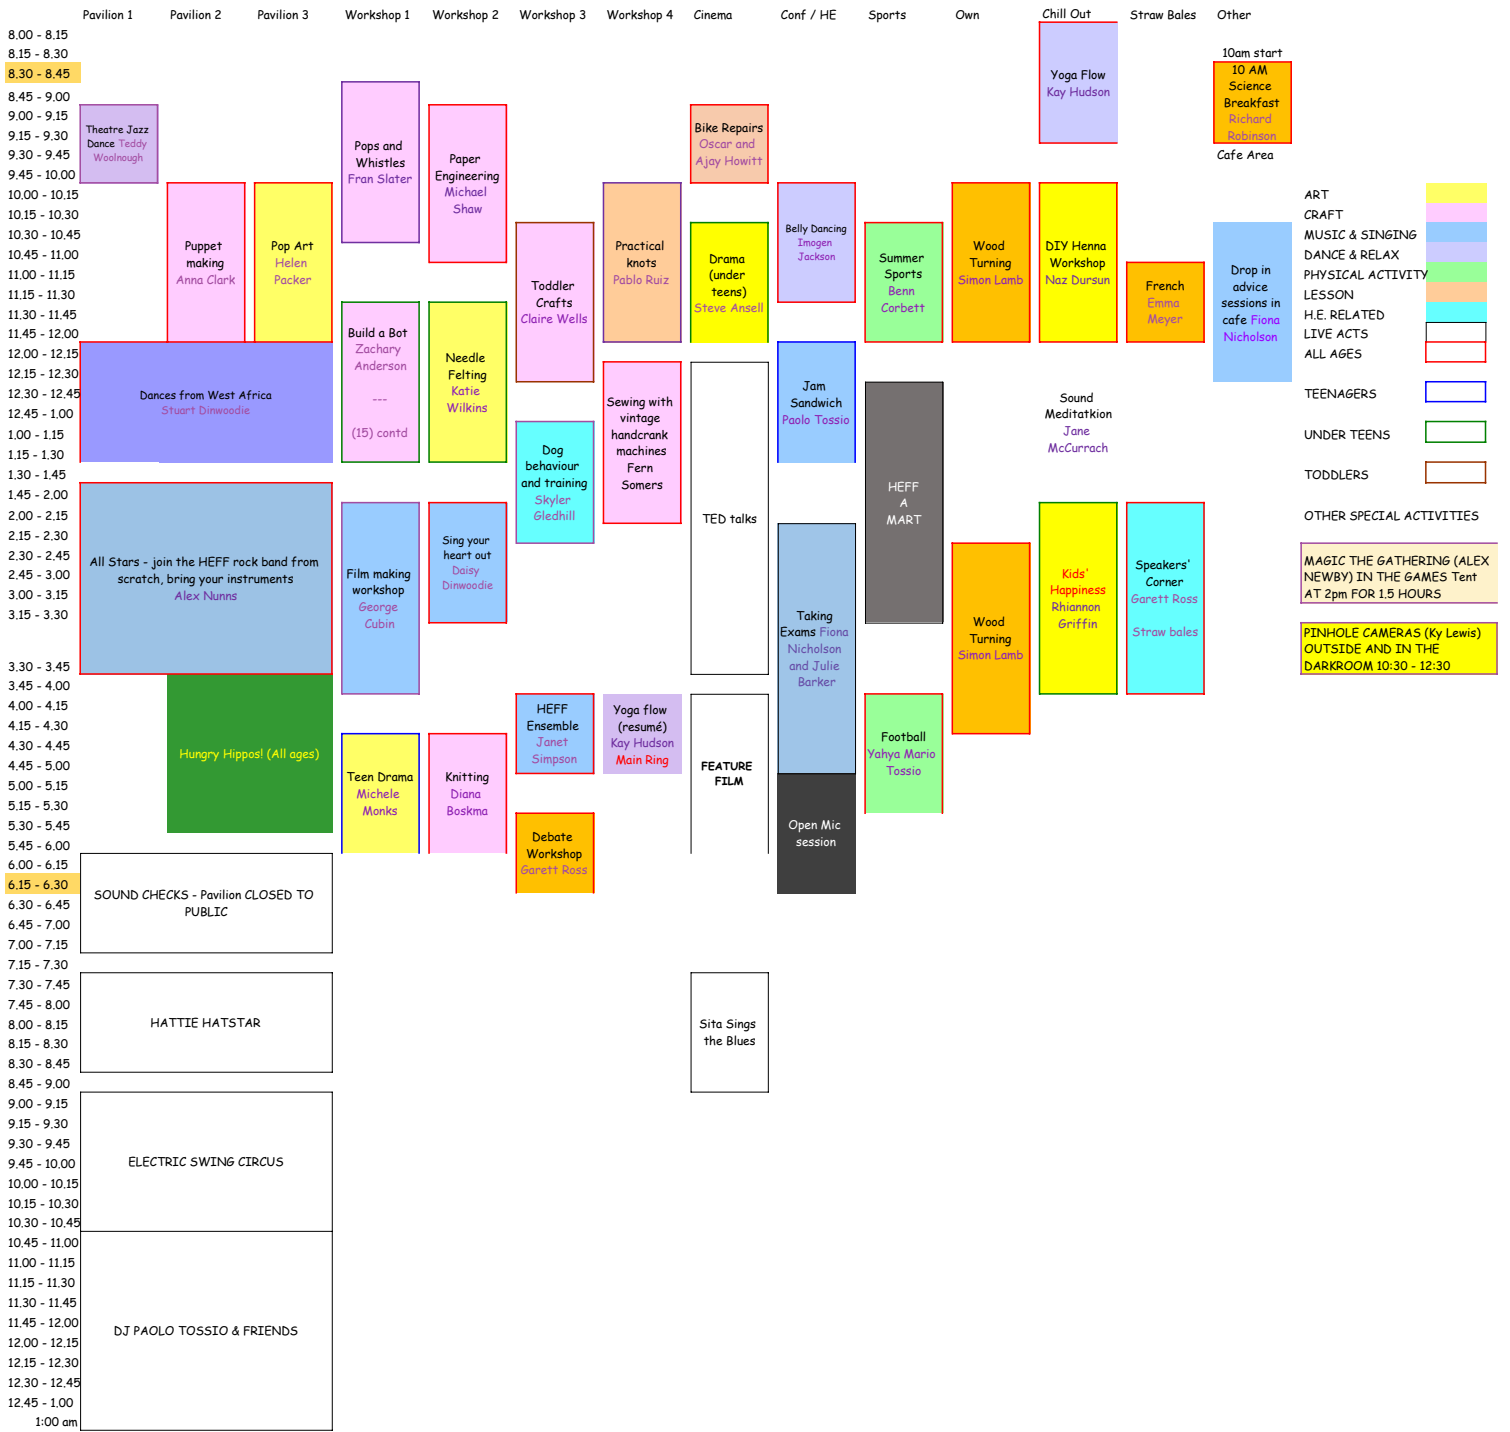 Pavilion 1 Pavilion 2 Pavilion 3 Workshop 1 Workshop 2 Workshop 3 Workshop 4 Cinema Conf / HE Sports Own Chill Out Straw Bales Other
8.00 - 8.15
8.15 - 8.30
8.30 - 8.45
8.45 - 9.00
9.00 - 9.15
9.15 - 9.30
9.30 - 9.45
9.45 - 10.00
10.00 - 10.15
10.15 - 10.30
10.30 - 10.45
10.45 - 11.00
11.00 - 11.15
11.15 - 11.30
11.30 - 11.45
11.45 - 12.00
12.00 - 12.15
12.15 - 12.30
12.30 - 12.45
12.45 - 1.00
1.00 - 1.15
1.15 - 1.30
1.30 - 1.45
1.45 - 2.00
2.00 - 2.15
2.15 - 2.30
2.30 - 2.45
2.45 - 3.00
3.00 - 3.15
3.15 - 3.30
3.30 - 3.45
3.45 - 4.00
4.00 - 4.15
4.15 - 4.30
4.30 - 4.45
4.45 - 5.00
5.00 - 5.15
5.15 - 5.30
5.30 - 5.45
5.45 - 6.00
6.00 - 6.15
6.15 - 6.30
6.30 - 6.45
6.45 - 7.00
7.00 - 7.15
7.15 - 7.30
7.30 - 7.45
7.45 - 8.00
8.00 - 8.15
8.15 - 8.30
8.30 - 8.45
8.45 - 9.00
9.00 - 9.15
9.15 - 9.30
9.30 - 9.45
9.45 - 10.00
10.00 - 10.15
10.15 - 10.30
10.30 - 10.45
10.45 - 11.00
11.00 - 11.15
11.15 - 11.30
11.30 - 11.45
11.45 - 12.00
12.00 - 12.15
12.15 - 12.30
12.30 - 12.45
12.45 - 1.00
1:00 am
Theatre Jazz
Dance Teddy
Woolnough
Puppet
making
Anna Clark
Pop Art
Helen
Packer
Dances from West Africa
Stuart Dinwoodie
All Stars - join the HEFF rock band from
scratch, bring your instruments
Alex Nunns
Hungry Hippos! (All ages)
SOUND CHECKS - Pavilion CLOSED TO
PUBLIC
HATTIE HATSTAR
ELECTRIC SWING CIRCUS
DJ PAOLO TOSSIO & FRIENDS
Pops and
Whistles
Fran Slater
Build a Bot
Zachary
Anderson
---
(15) contd
Film making
workshop
George
Cubin
Teen Drama
Michele
Monks
Paper
Engineering
Michael
Shaw
Needle
Felting
Katie
Wilkins
Sing your
heart out
Daisy
Dinwoodie
Knitting
Diana
Boskma
Toddler
Crafts
Claire Wells
Dog
behaviour
and training
Skyler
Gledhill
HEFF
Ensemble
Janet
Simpson
Debate
Workshop
Garett Ross
Practical
knots
Pablo Ruiz
Sewing with
vintage
handcrank
machines
Fern
Somers
Yoga flow
(resumé)
Kay Hudson
Main Ring
Bike Repairs
Oscar and
Ajay Howitt
Drama
(under
teens)
Steve Ansell
TED talks
FEATURE
FILM
Sita Sings
the Blues
Belly Dancing
Imogen
Jackson
Jam
Sandwich
Paolo Tossio
Taking
Exams Fiona
Nicholson
and Julie
Barker
Open Mic
session
Summer
Sports
Benn
Corbett
HEFF
A
MART
Football
Yahya Mario
Tossio
Wood
Turning
Simon Lamb
Wood
Turning
Simon Lamb
Yoga Flow
Kay Hudson
DIY Henna
Workshop
Naz Dursun
Sound
Meditatkion
Jane
McCurrach
Kids'
Happiness
Rhiannon
Griffin
French
Emma
Meyer
Speakers'
Corner
Garett Ross
Straw bales
10am start
10 AM
Science
Breakfast
Richard
Robinson
Cafe Area
Drop in
advice
sessions in
cafe Fiona
Nicholson
ART
CRAFT
MUSIC & SINGING
DANCE & RELAX
PHYSICAL ACTIVITY
LESSON
H.E. RELATED
LIVE ACTS
ALL AGES
TEENAGERS
UNDER TEENS
TODDLERS
OTHER SPECIAL ACTIVITIES
MAGIC THE GATHERING (ALEX
NEWBY) IN THE GAMES Tent
AT 2pm FOR 1.5 HOURS
PINHOLE CAMERAS (Ky Lewis)
OUTSIDE AND IN THE
DARKROOM 10:30 - 12:30